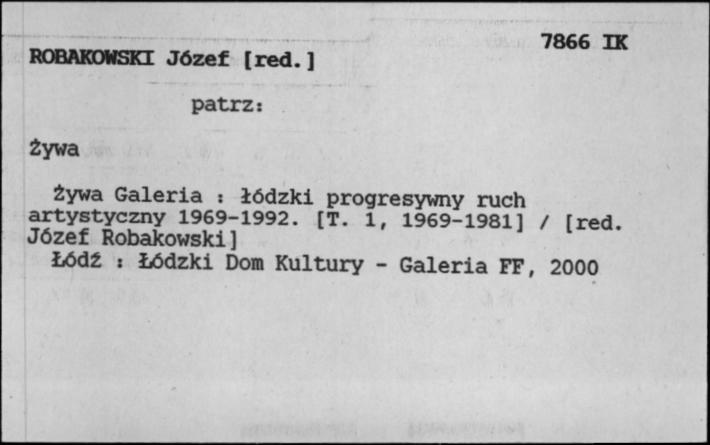 7866 IK
ROBAKOWSKI Józef [red.]
patrz:
Żywa
Żywa Galeria : łódzki progresywny ruch
artystyczny 1969-1992. [T. 1, 1969-1981] / [red.
Józef Robakowski]
Łódź : Łódzki Dom Kultury - Galeria FF, 2000